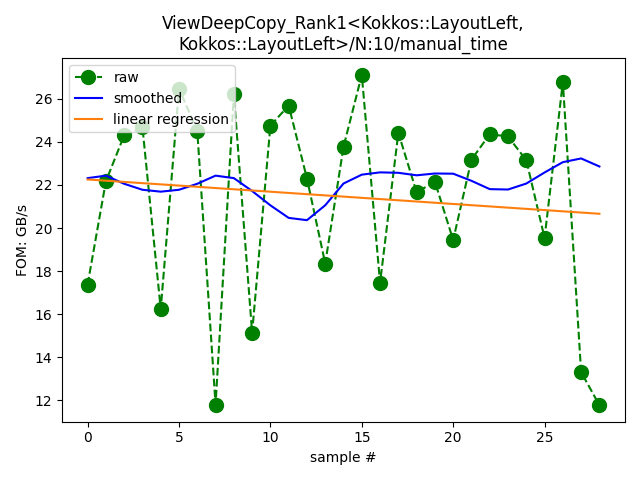 ViewDeepCopy_Rank1<Kokkos::LayoutLeft,
Kokkos::LayoutLeft>/N:10/manual_time
raw
smoothed
linear regression
FOM: GB/s
26
24
22
20
18
16
14
12
0
5
10
15
20
25
sample #